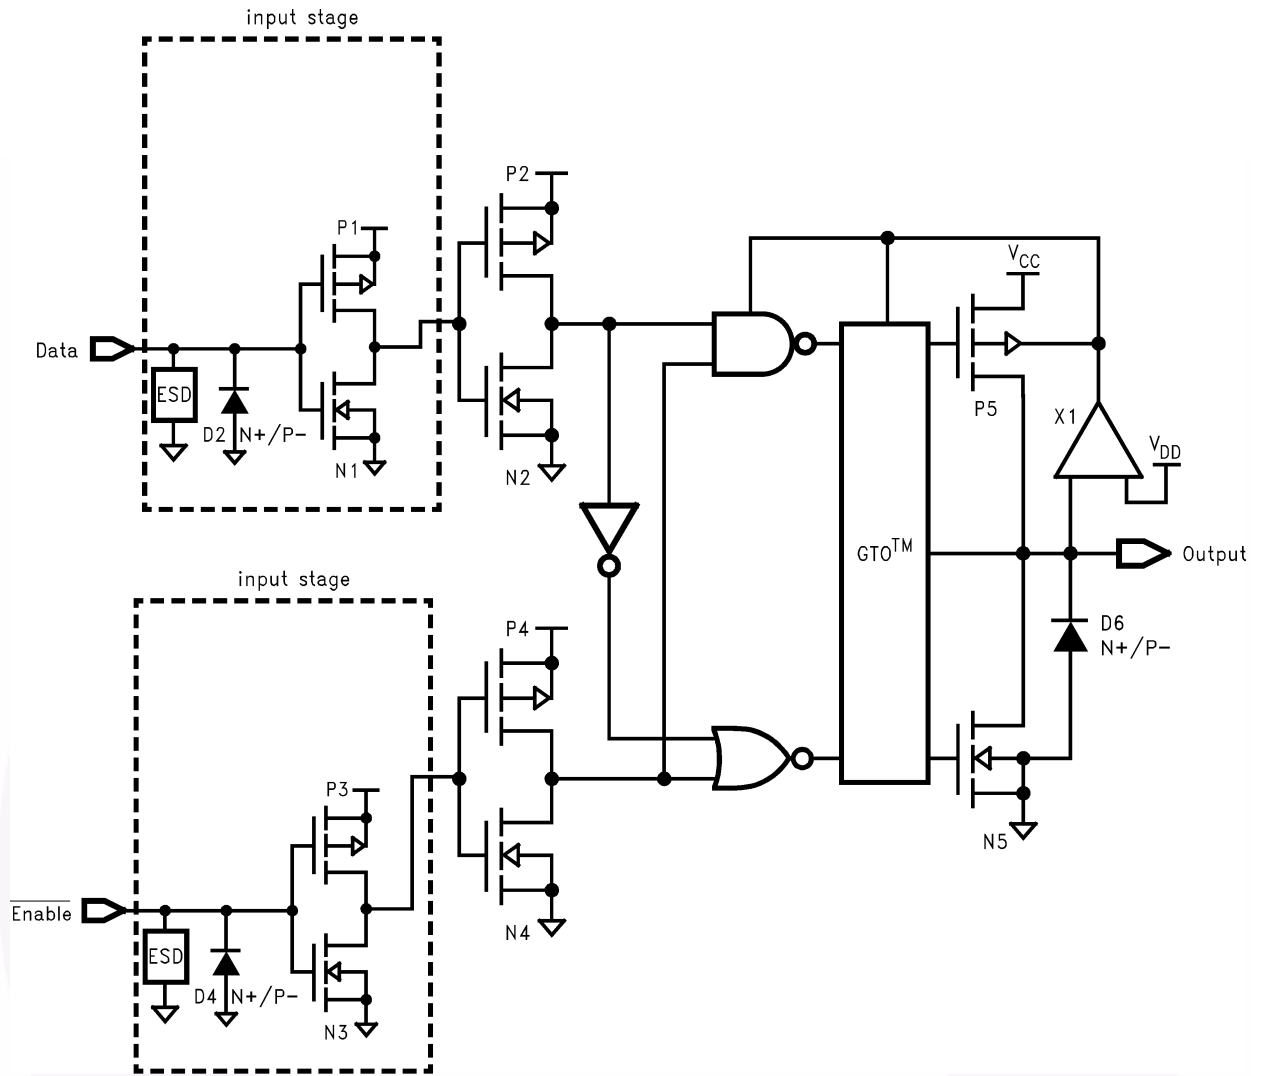 input stage
P2
P1
VCC
Data
ESD
D2 N+/P-
N1
N2
P5
X1
VDD
GTO™
Output
input stage
P4
D6
N+/P-
P3
N5
Enable
ESD
D4 N+/P-
N3
N4